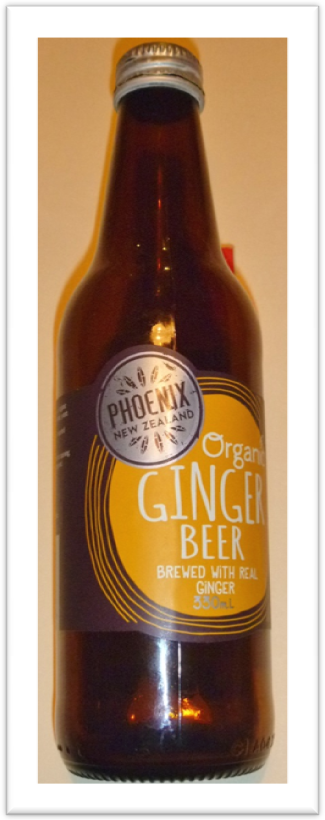 PHOENIX
NEW ZEALAND
Organic
GINGER
BEER
BREWED WITH REAL
GINGER
330mL